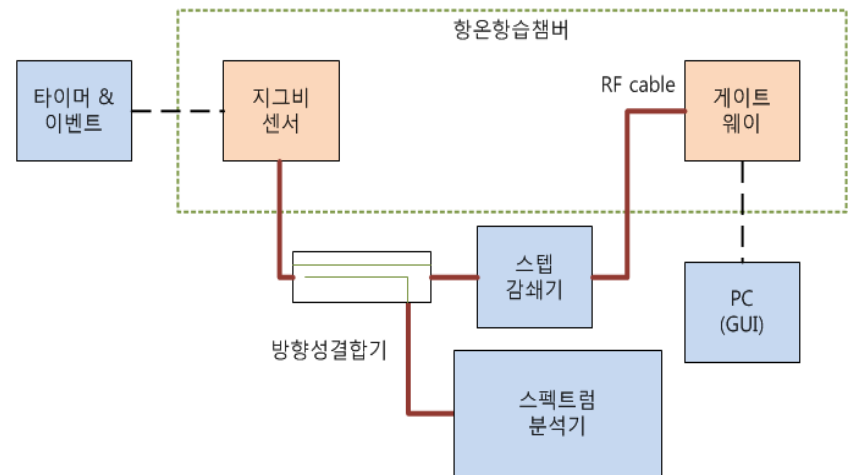 항온항습챔버
타이머 &
이벤트
지그비
센서
RF cable
게이트
웨이
스텝
감쇄기
PC
(GUI)
방향성결합기
스펙트럼
분석기